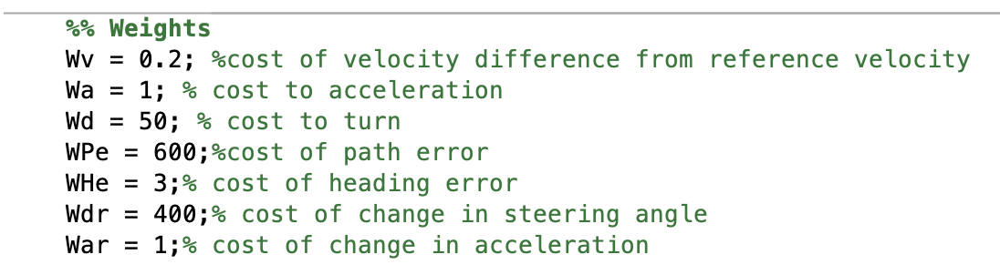 %% Weights
Wv = 0.2; %cost of velocity difference from reference velocity
Wa = 1; % cost to acceleration
Wd = 50; % cost to turn
WPe = 600;%cost of path error
WHe = 3;% cost of heading error
Wdr = 400;% cost of change in steering angle
War = 1;% cost of change in acceleration